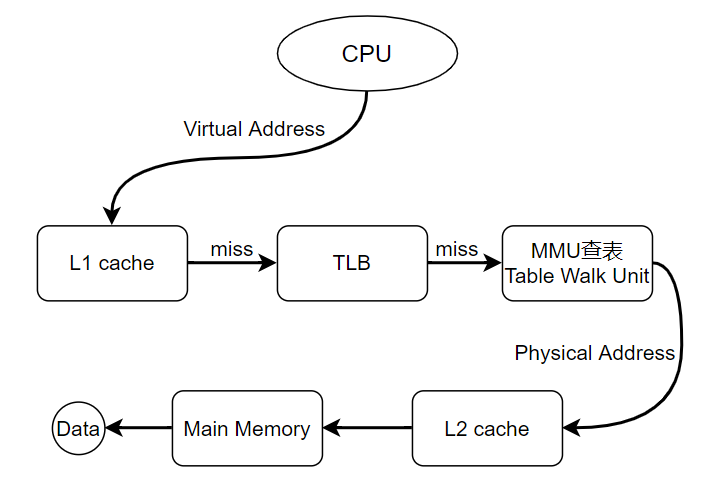 CPU
Virtual Address
L1 cache
miss
TLB
miss
MMU查表
Table Walk Unit
Physical Address
Data
Main Memory
L2 cache